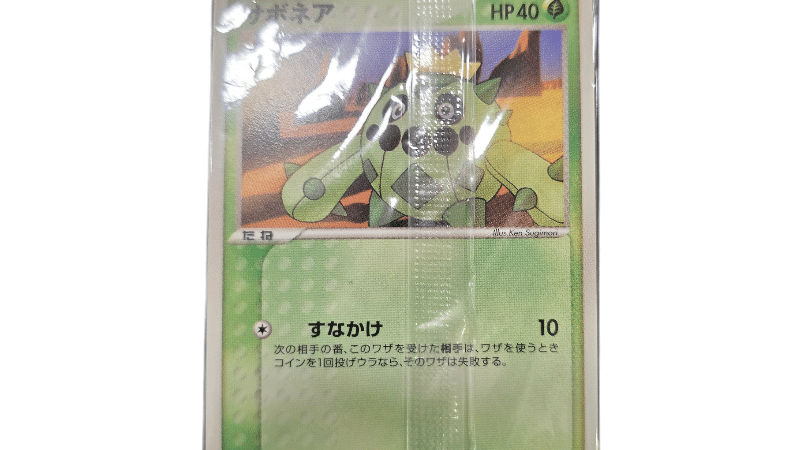 サボネア HP40
たね illus.Ken Sugimori
すなかけ 10
次の相手の番、このワザを受けた相手は、ワザを使うとき
コインを1回投げウラなら、そのワザは失敗する。